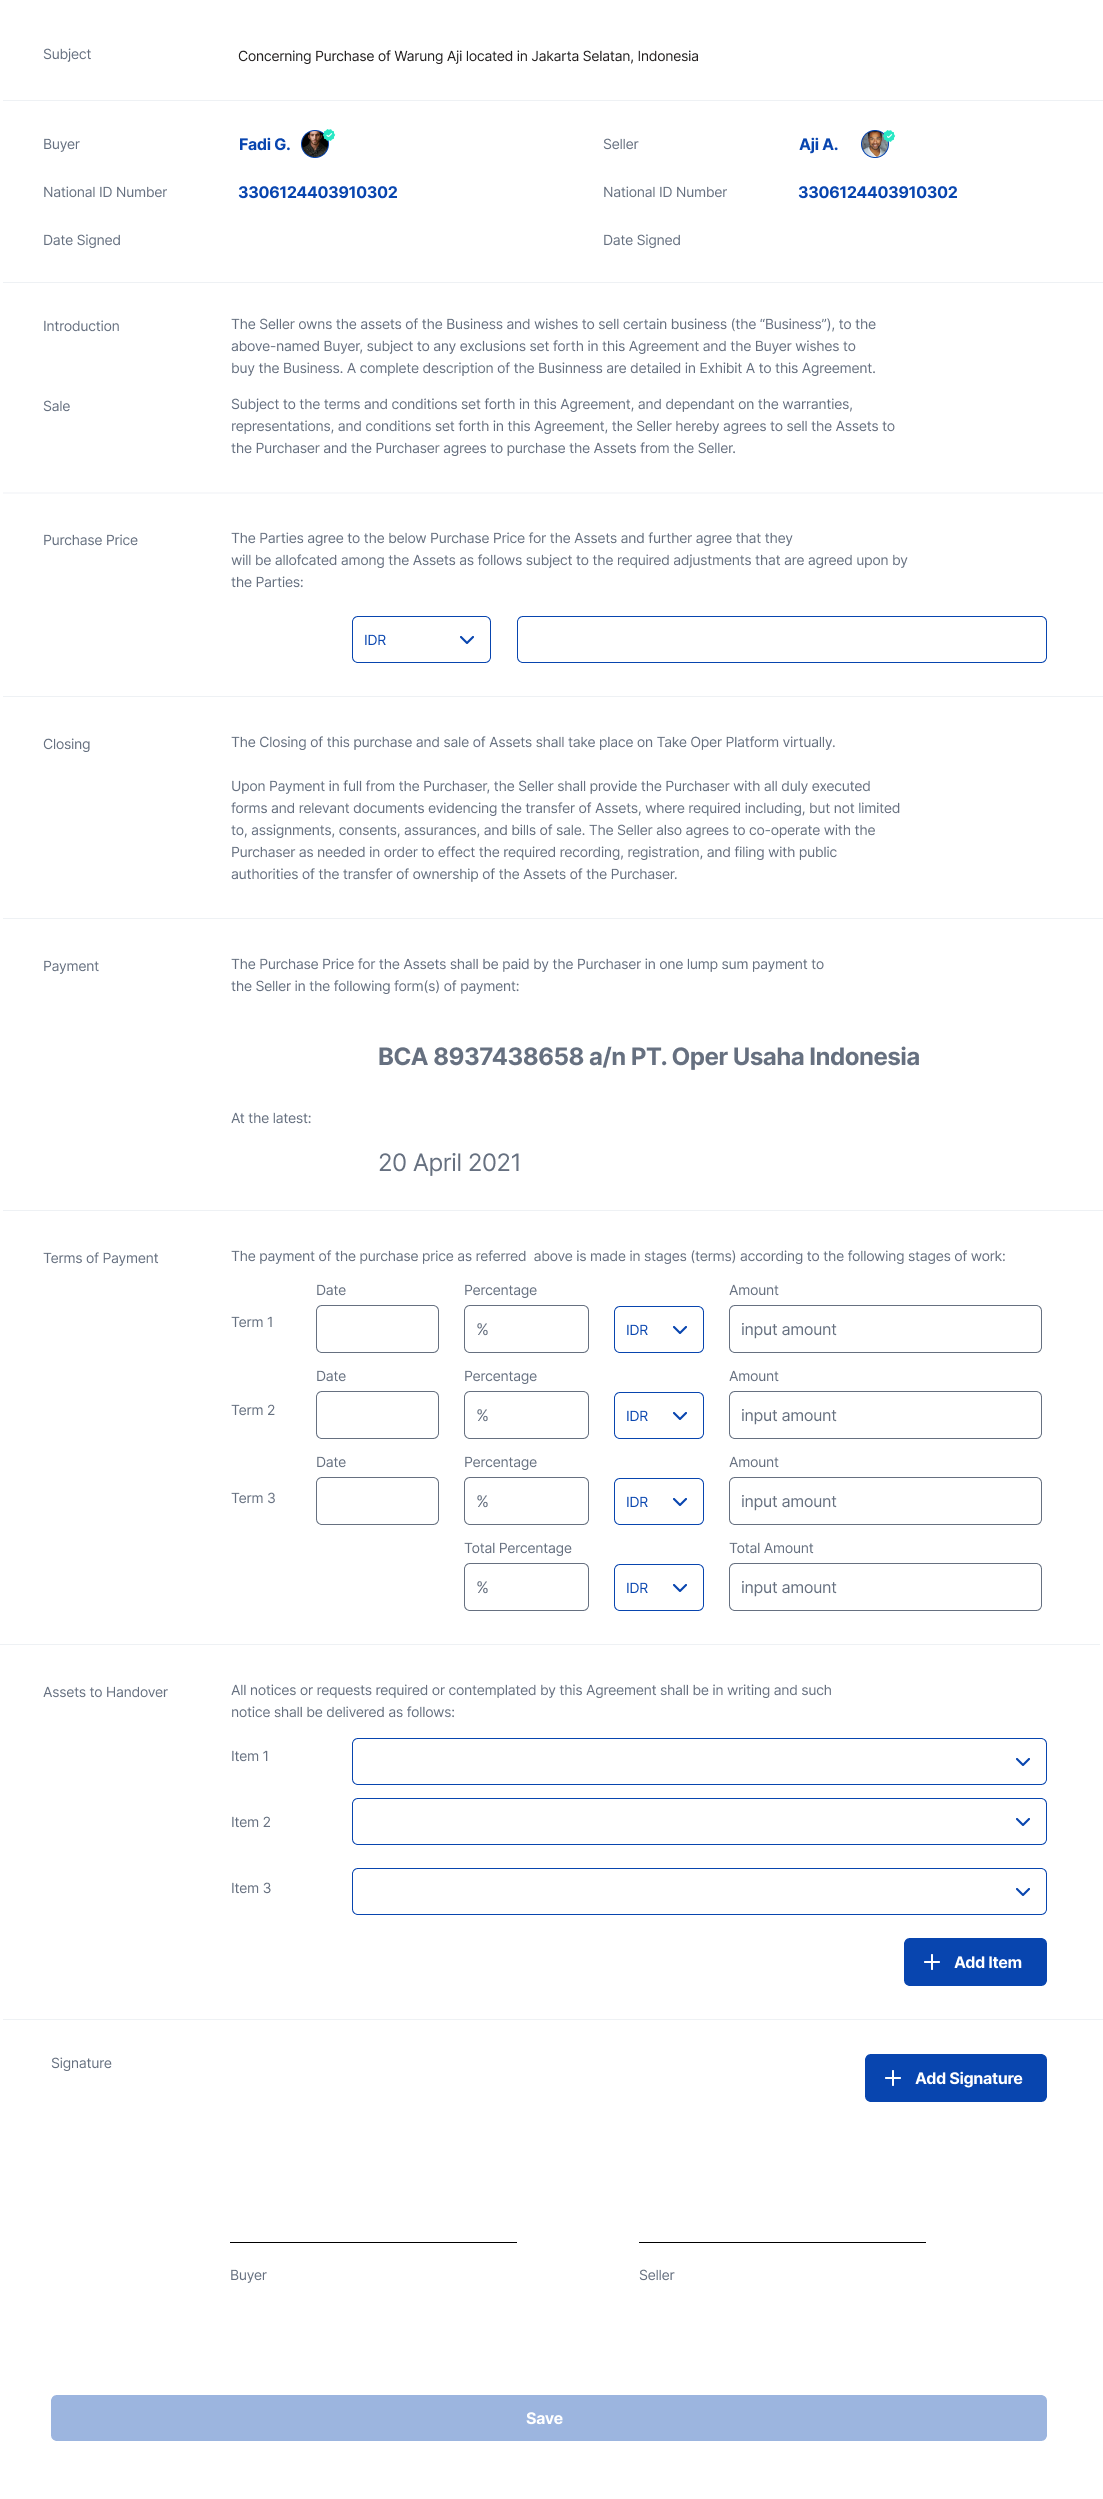 Subject
Concerning Purchase of Warung Aji located in Jakarta Selatan, Indonesia
Buyer
Fadi G.
Seller
Aji A.
National ID Number
3306124403910302
National ID Number
3306124403910302
Date Signed
Date Signed
Introduction
The Seller owns the assets of the Business and wishes to sell certain business (the “Business”), to the
above-named Buyer, subject to any exclusions set forth in this Agreement and the Buyer wishes to
buy the Business. A complete description of the Businness are detailed in Exhibit A to this Agreement.
Sale
Subject to the terms and conditions set forth in this Agreement, and dependant on the warranties,
representations, and conditions set forth in this Agreement, the Seller hereby agrees to sell the Assets to
the Purchaser and the Purchaser agrees to purchase the Assets from the Seller.
Purchase Price
The Parties agree to the below Purchase Price for the Assets and further agree that they
will be allofcated among the Assets as follows subject to the required adjustments that are agreed upon by
the Parties:
IDR
Closing
The Closing of this purchase and sale of Assets shall take place on Take Oper Platform virtually.
Upon Payment in full from the Purchaser, the Seller shall provide the Purchaser with all duly executed
forms and relevant documents evidencing the transfer of Assets, where required including, but not limited
to, assignments, consents, assurances, and bills of sale. The Seller also agrees to co-operate with the
Purchaser as needed in order to effect the required recording, registration, and filing with public
authorities of the transfer of ownership of the Assets of the Purchaser.
Payment
The Purchase Price for the Assets shall be paid by the Purchaser in one lump sum payment to
the Seller in the following form(s) of payment:
BCA 8937438658 a/n PT. Oper Usaha Indonesia
At the latest:
20 April 2021
Terms of Payment
The payment of the purchase price as referred  above is made in stages (terms) according to the following stages of work:
Date
Percentage
Amount
Term 1
%
IDR
input amount
Date
Percentage
Amount
Term 2
%
IDR
input amount
Date
Percentage
Amount
Term 3
%
IDR
input amount
Total Percentage
Total Amount
%
IDR
input amount
Assets to Handover
All notices or requests required or contemplated by this Agreement shall be in writing and such
notice shall be delivered as follows:
Item 1
Item 2
Item 3
Add Item
Signature
Add Signature
Buyer
Seller
Save